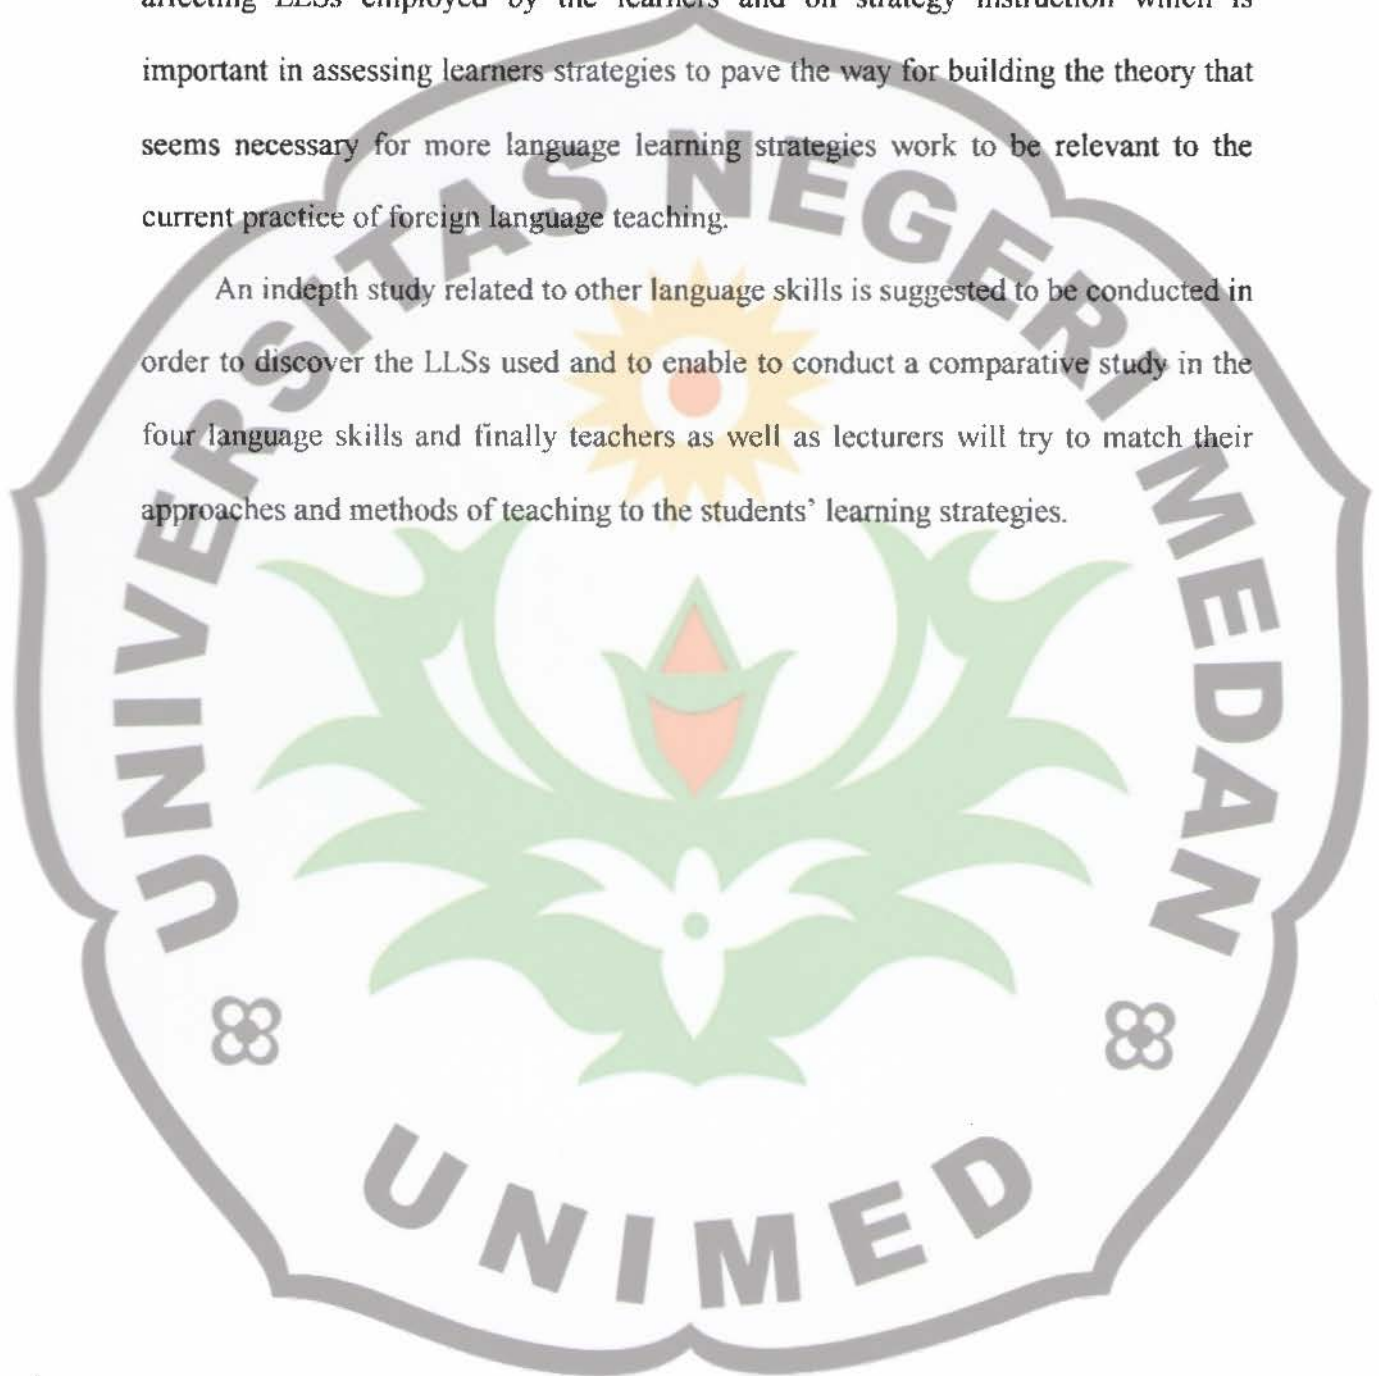 affecting LLSs employed by the learners and on strategy instruction which is
important in assessing learners strategies to pave the way for building the theory that
seems necessary for more language learning strategies work to be relevant to the
current practice of foreign language teaching.
An indepth study related to other language skills is suggested to be conducted in
order to discover the LLSs used and to enable to conduct a comparative study in the
four language skills and finally teachers as well as lecturers will try to match their
approaches and methods of teaching to the students' learning strategies.
UNIVERSITAS NEGERI MEDAN
UNIMED